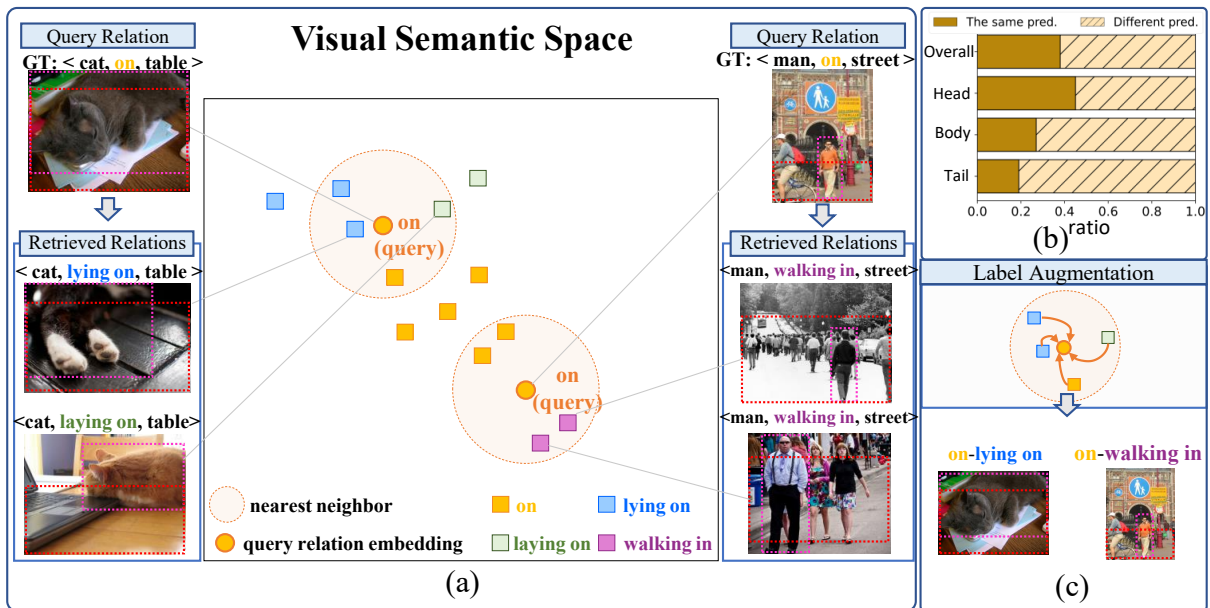 Query Relation
GT: < cat, on, table >
Retrieved Relations
< cat, lying on, table >
<cat, laying on, table>
Visual Semantic Space
on
(query)
on
(query)
nearest neighbor
query relation embedding
on
lying on
laying on
walking in
(a)
Query Relation
GT: < man, on, street >
Retrieved Relations
<man, walking in, street>
<man, walking in, street>
The same pred.
Different pred.
Overall
Head
Body
Tail
0.0 0.2 0.4 0.6 0.8 1.0
ratio
(b)
Label Augmentation
on-lying on
on-walking in
(c)